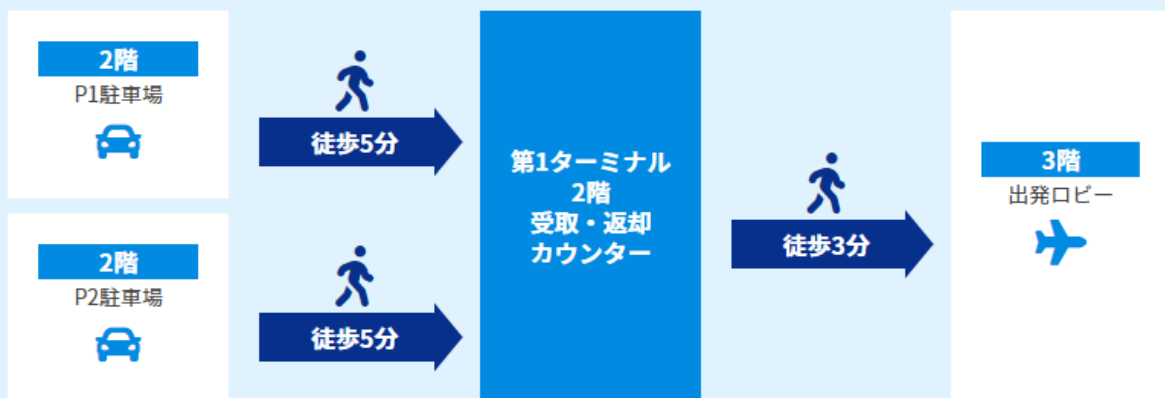 2階
P1駐車場
徒歩5分
2階
P2駐車場
徒歩5分
第1ターミナル
2階
受取・返却
カウンター
徒歩3分
3階
出発ロビー